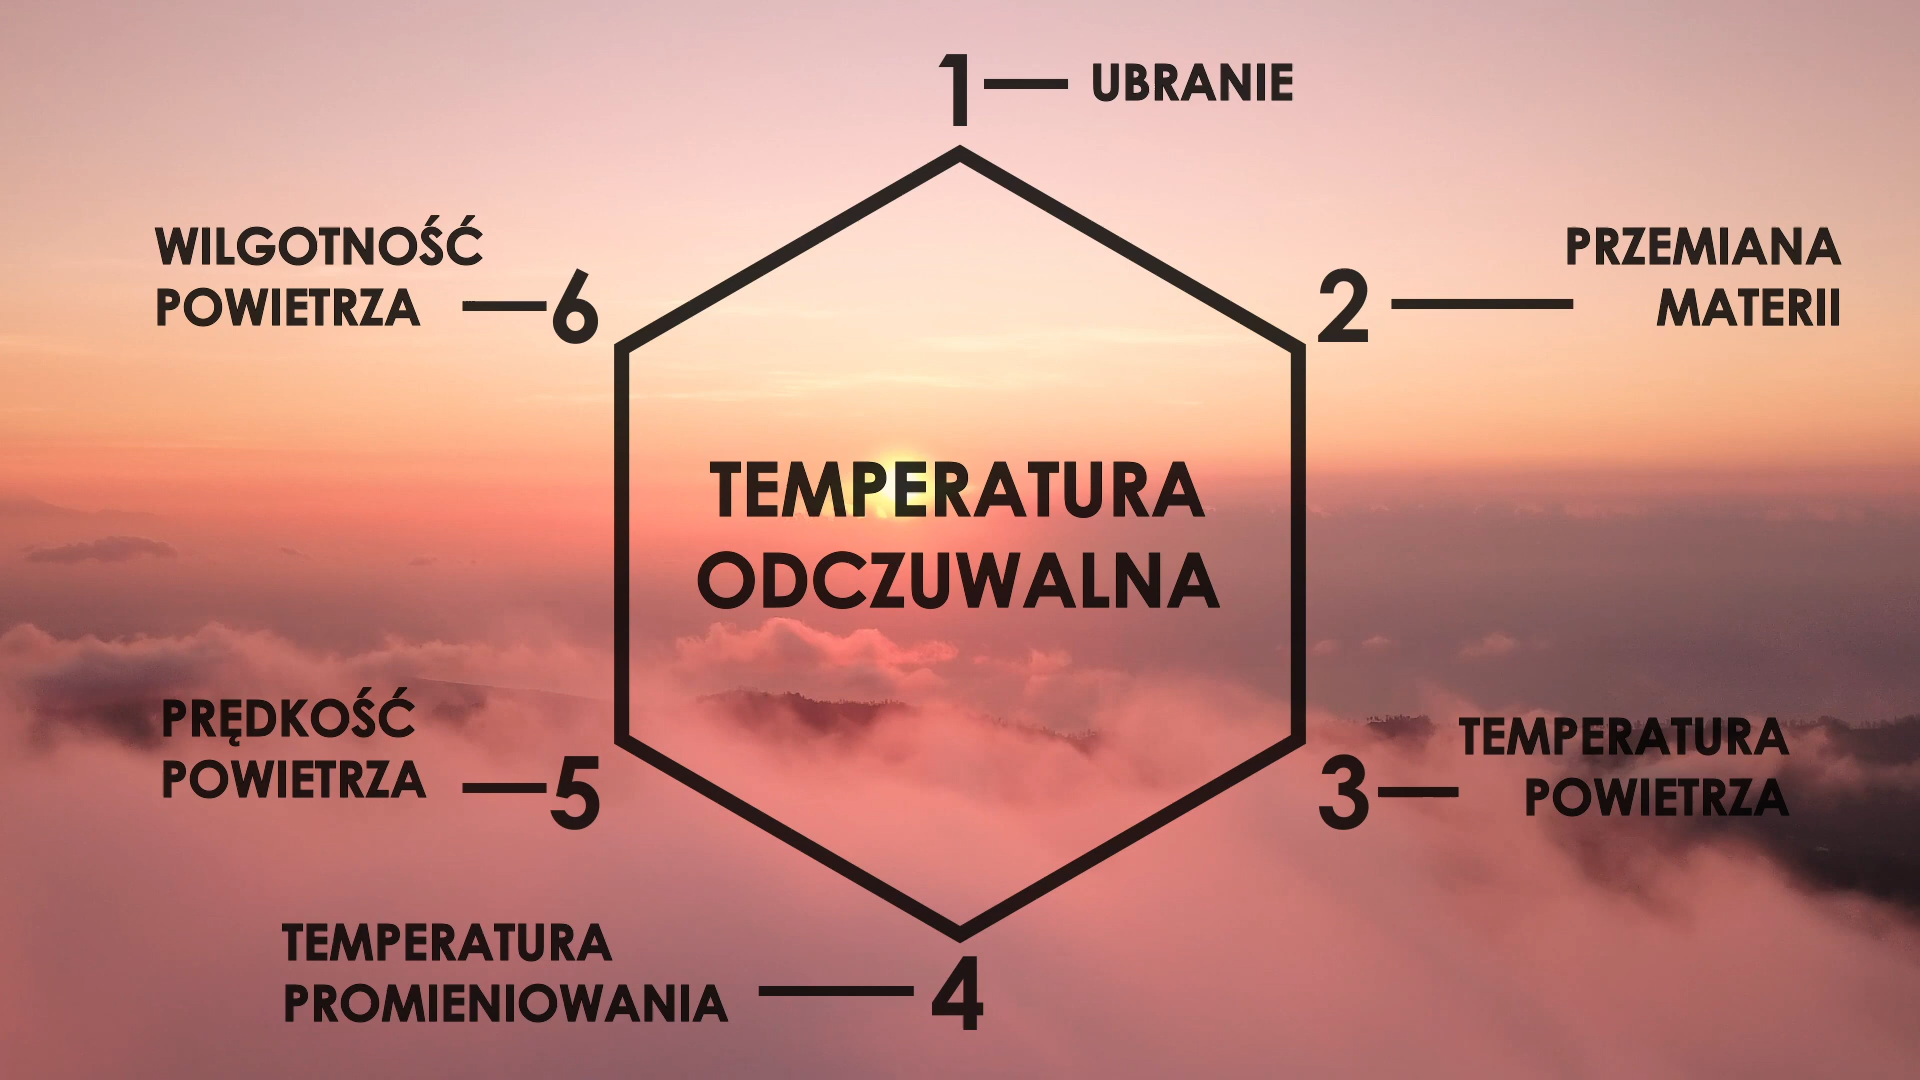 1 UBRANIE
2 PRZEMIANA
MATERII
3 TEMPERATURA
POWIETRZA
4 TEMPERATURA
PROMIENIOWANIA
5 PRĘDKOŚĆ
POWIETRZA
6 WILGOTNOŚĆ
POWIETRZA
TEMPERATURA
ODCZUWALNA